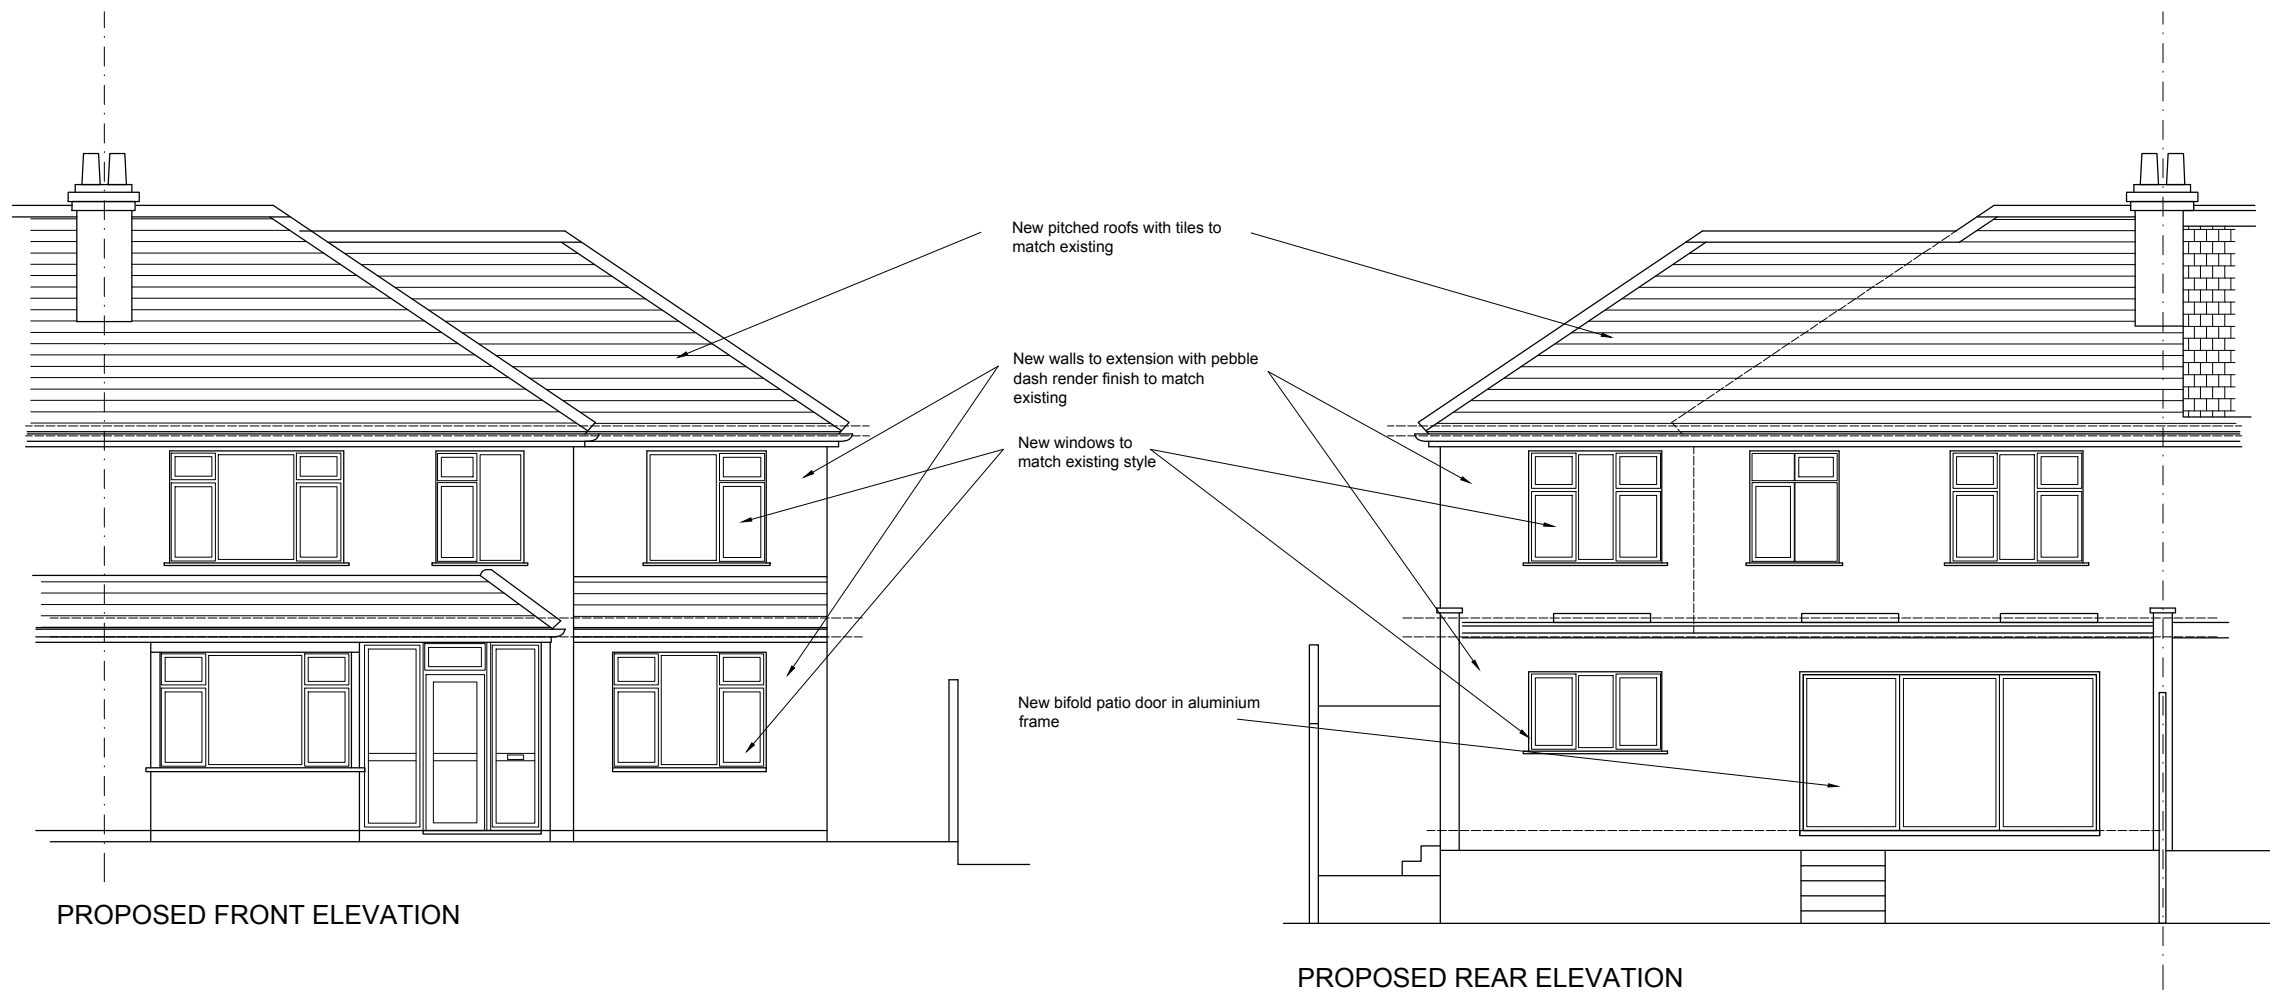 New pitched roofs with tiles to
match existing
New walls to extension with pebble
dash render finish to match
existing
New windows to
match existing style
New bifold patio door in aluminium
frame
PROPOSED FRONT ELEVATION
PROPOSED REAR ELEVATION